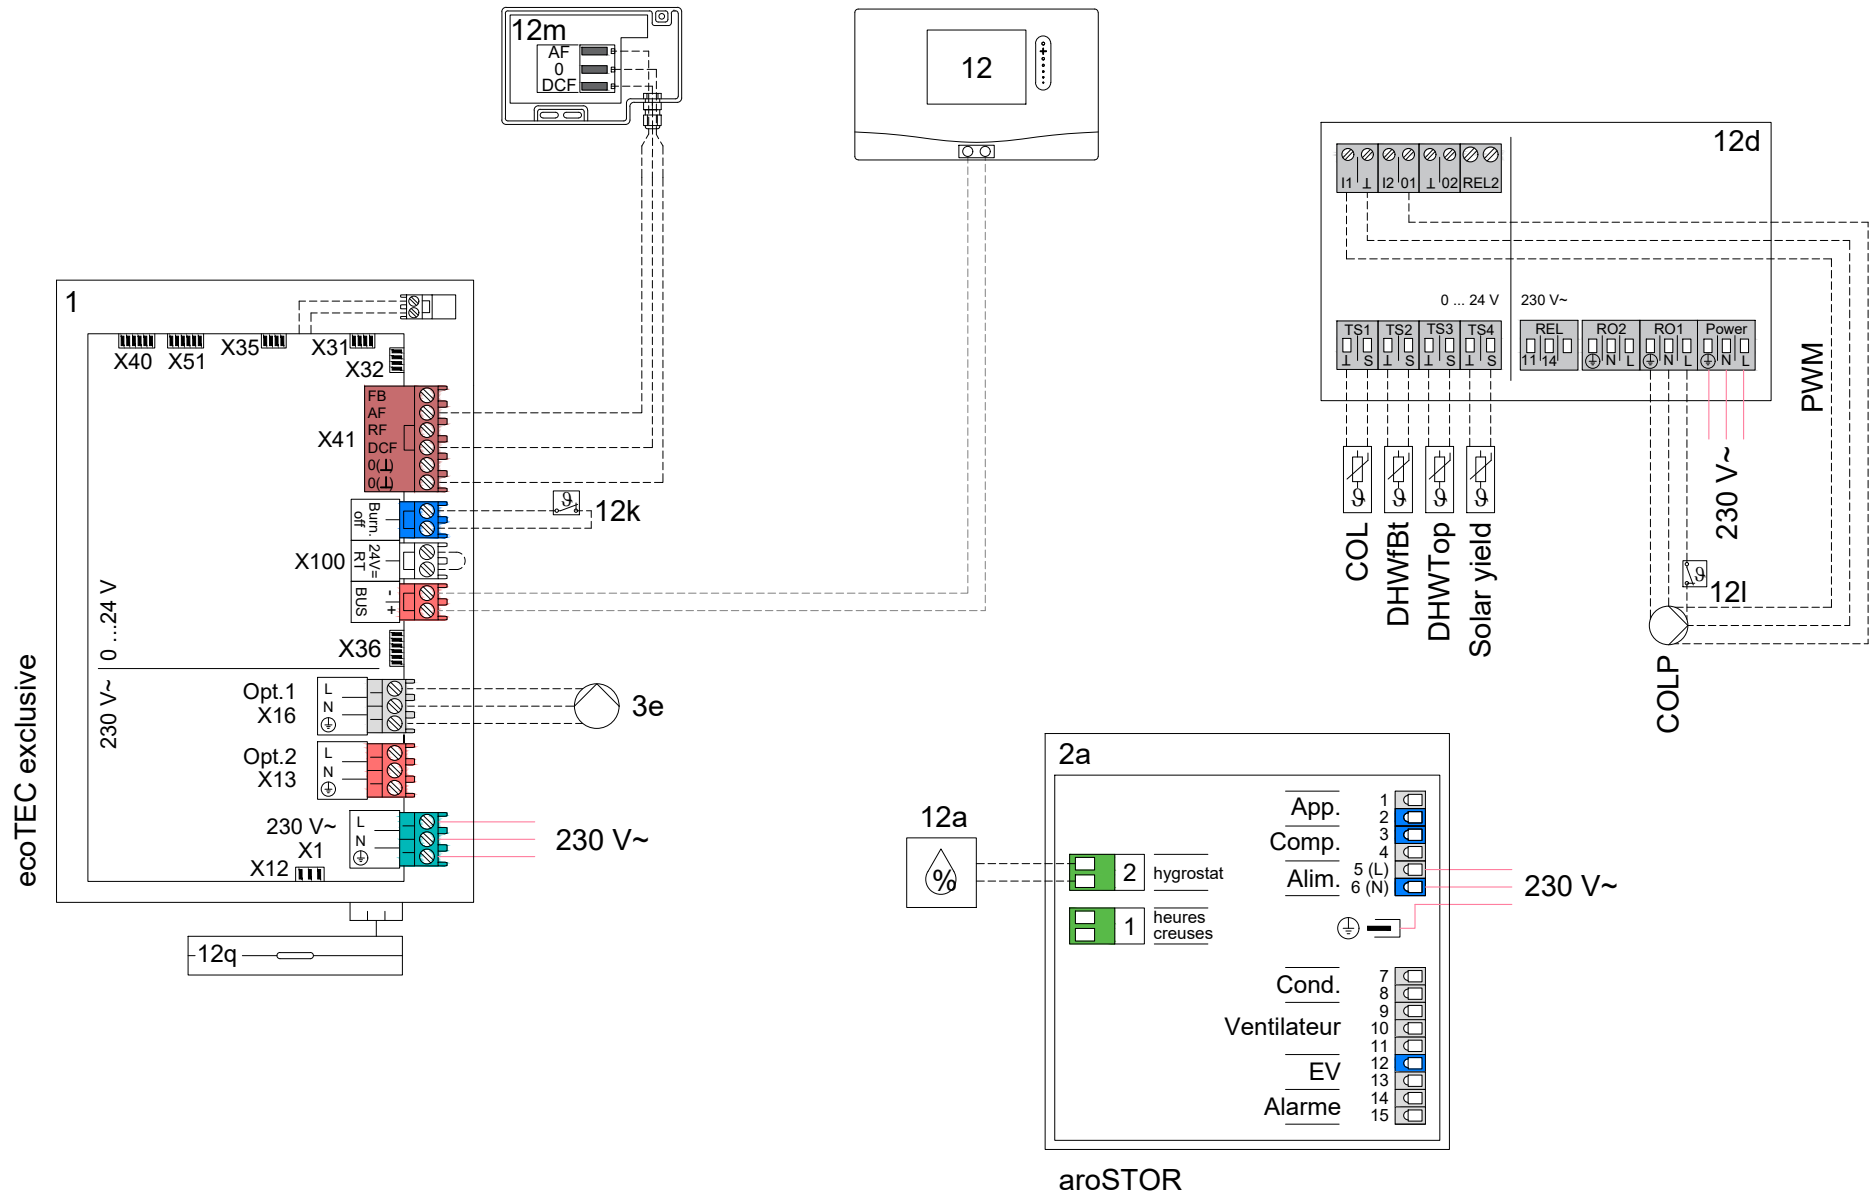 12m
AF
0
DCF
12
12d
I1 ⊥ I2 01 ⊥ 02 REL2
0 ... 24 V 230 V~
TS1 TS2 TS3 TS4
⊥ S ⊥ S ⊥ S ⊥ S
REL RO2 RO1 Power
11 14 N L N L N L
PWM
230 V~
COL
DHWfBt
DHWTop
Solar yield
12l
COLP
ecoTEC exclusive
1
X40 X51 X35 X31
X32
X41
FB
AF
RF
DCF
0(⊥)
0(⊥)
Burn.
off
12k
X100
24V=
RT
BUS
-
+
0 ...24 V
X36
230 V~
Opt.1
X16
L
N
3e
Opt.2
X13
L
N
230 V~
X1
L
N
230 V~
X12
12q
2a
12a
%
2 hygrostat
1 heures
creuses
App.
Comp.
Alim.
1
2
3
4
5 (L)
6 (N)
230 V~
Cond.
Ventilateur
EV
Alarme
7
8
9
10
11
12
13
14
15
aroSTOR